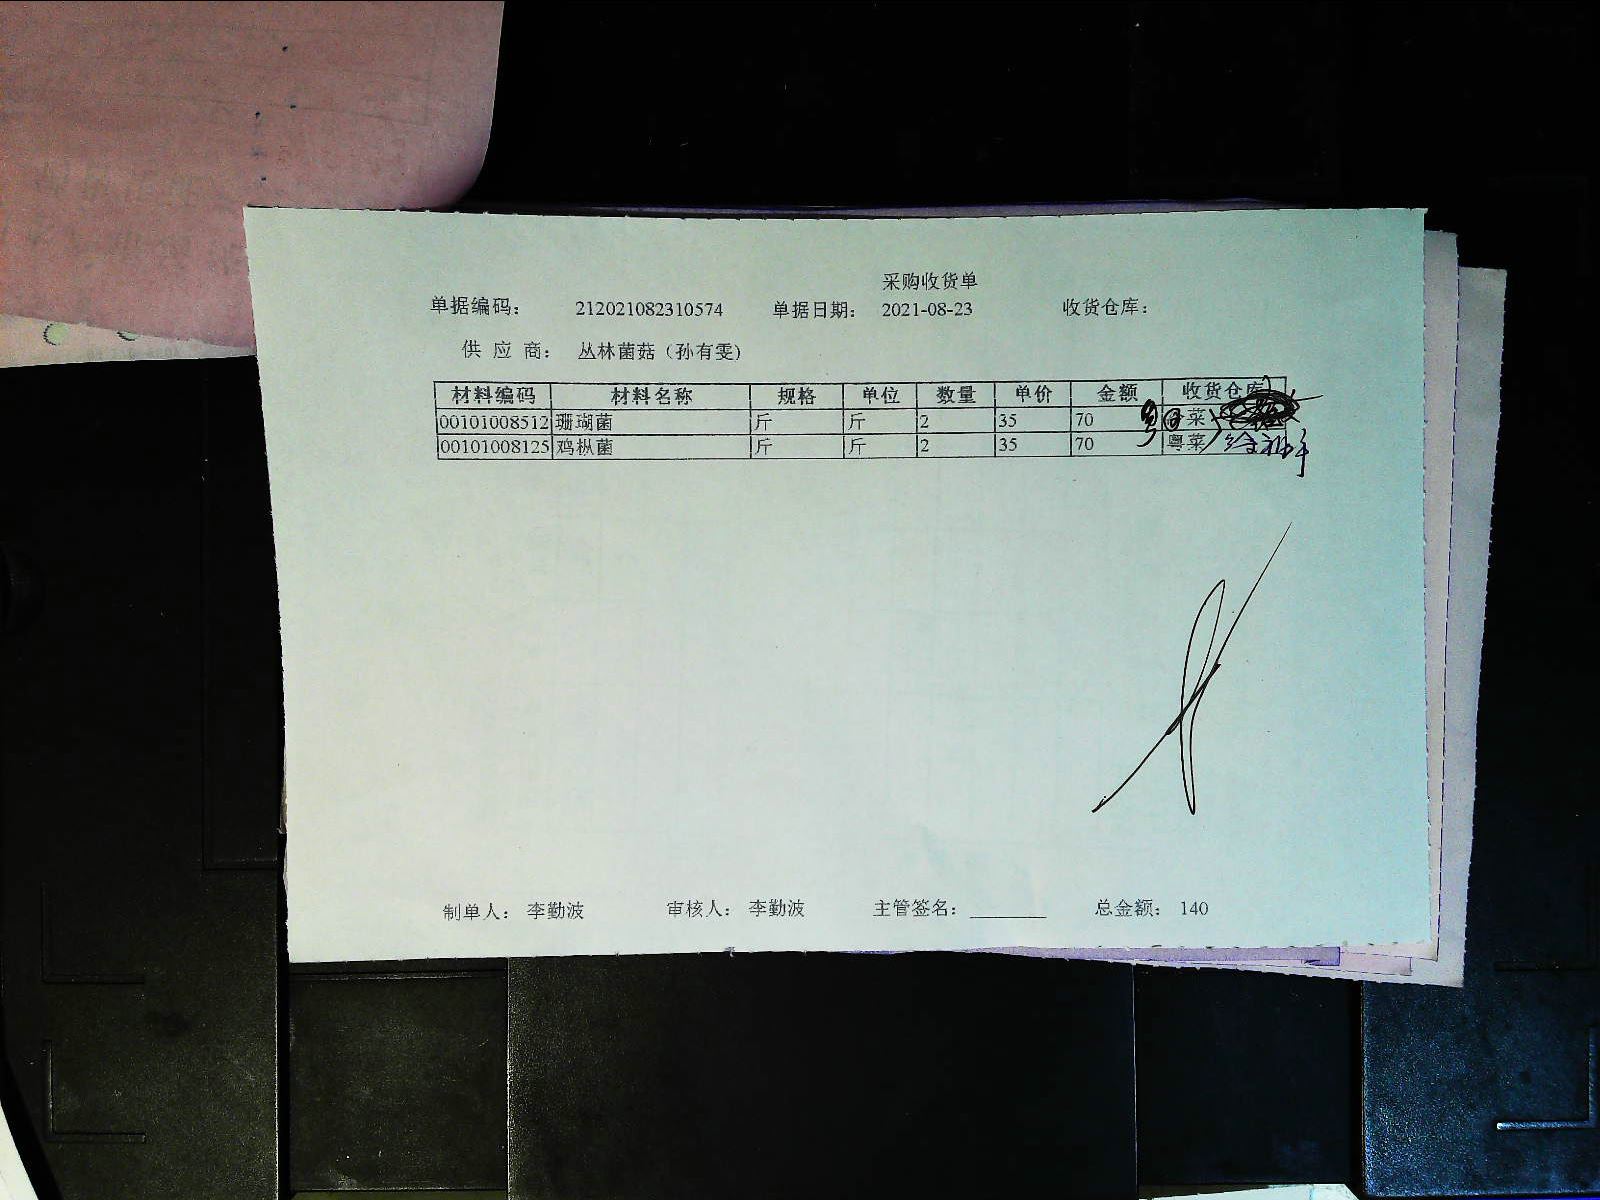 采购收货单
单据编码： 212021082310574 单据日期： 2021-08-23 收货仓库：
供 应 商： 丛林菌菇（孙有雯）
材料编码 材料名称 规格 单位 数量 单价 金额 收货仓库
00101008512 珊瑚菌 斤 斤 2 35 70 菜
00101008125 鸡枞菌 斤 斤 2 35 70 粤菜
制单人： 李勤波 审核人： 李勤波 主管签名： 总金额： 140